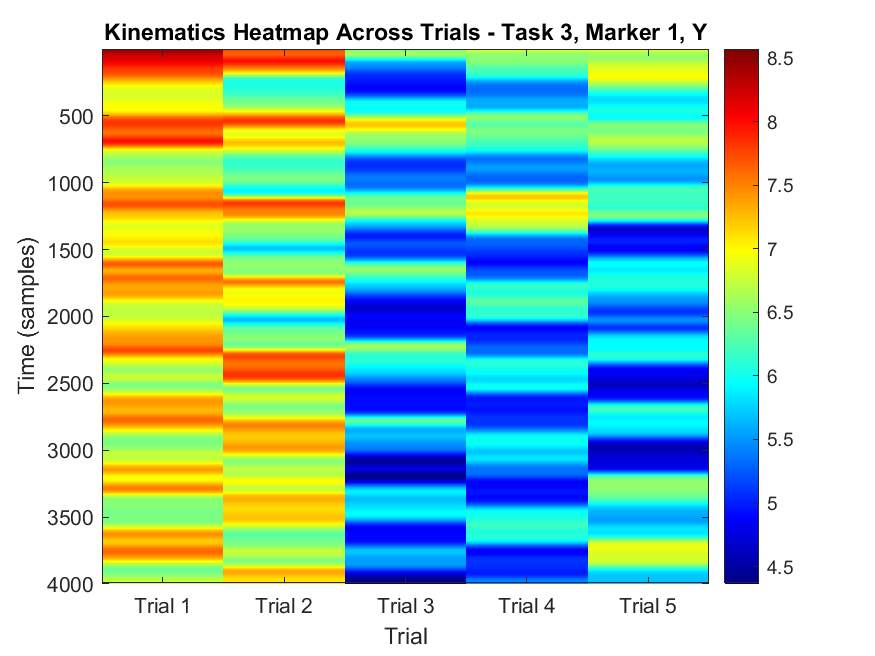 Kinematics Heatmap Across Trials - Task 3, Marker 1, Y
Time (samples)
500
1000
1500
2000
2500
3000
3500
4000
Trial 1
Trial 2
Trial 3
Trial 4
Trial 5
Trial
8.5
8
7.5
7
6.5
6
5.5
5
4.5